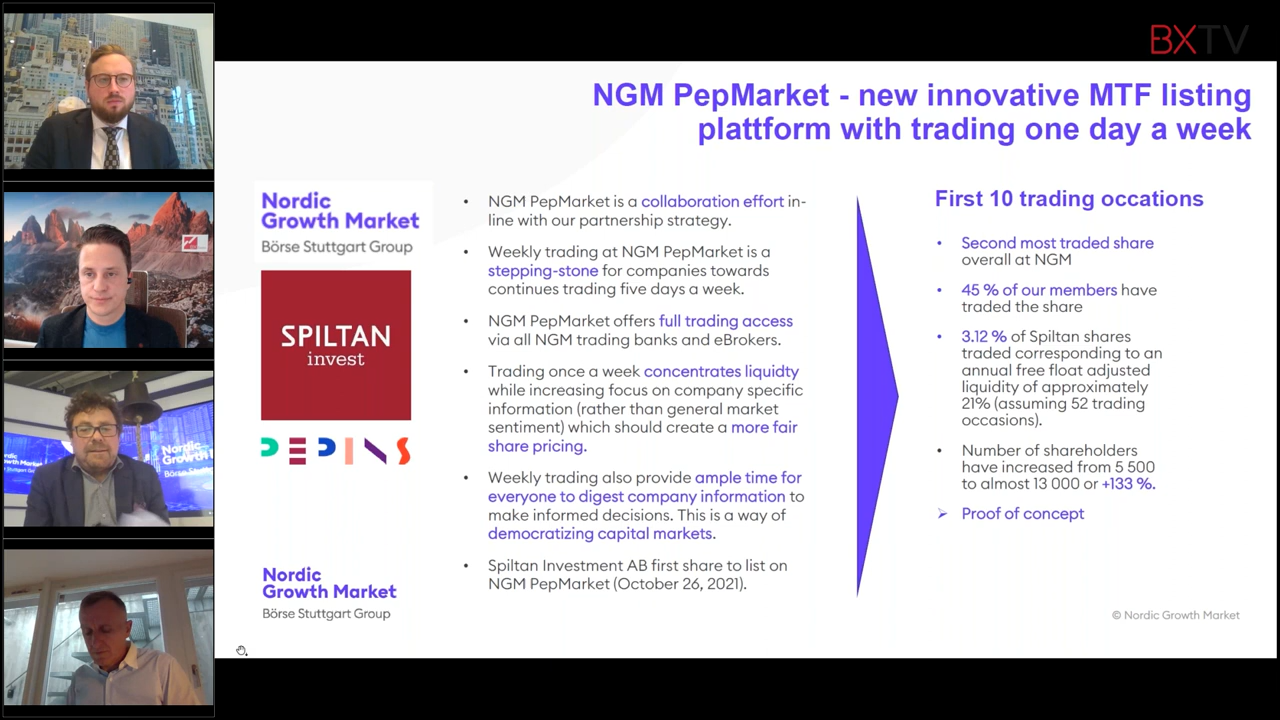 BXTV
NGM PepMarket - new innovative MTF listing
plattform with trading one day a week
Nordic
Growth Market
Börse Stuttgart Group
SPILTAN
invest
PEPINS
• NGM PepMarket is a collaboration effort in-
line with our partnership strategy.
• Weekly trading at NGM PepMarket is a
stepping-stone for companies towards
continues trading five days a week.
• NGM PepMarket offers full trading access
via all NGM trading banks and eBrokers.
• Trading once a week concentrates liquidty
while increasing focus on company specific
information (rather than general market
sentiment) which should create a more fair
share pricing.
• Weekly trading also provide ample time for
everyone to digest company information to
make informed decisions. This is a way of
democratizing capital markets.
• Spiltan Investment AB first share to list on
NGM PepMarket (October 26, 2021).
First 10 trading occations
• Second most traded share
overall at NGM
• 45 % of our members have
traded the share
• 3.12 % of Spiltan shares
traded corresponding to an
annual free float adjusted
liquidity of approximately
21% (assuming 52 trading
occasions).
• Number of shareholders
have increased from 5 500
to almost 13 000 or +133 %.
➢ Proof of concept
Nordic
Growth Market
Börse Stuttgart Group
© Nordic Growth Market